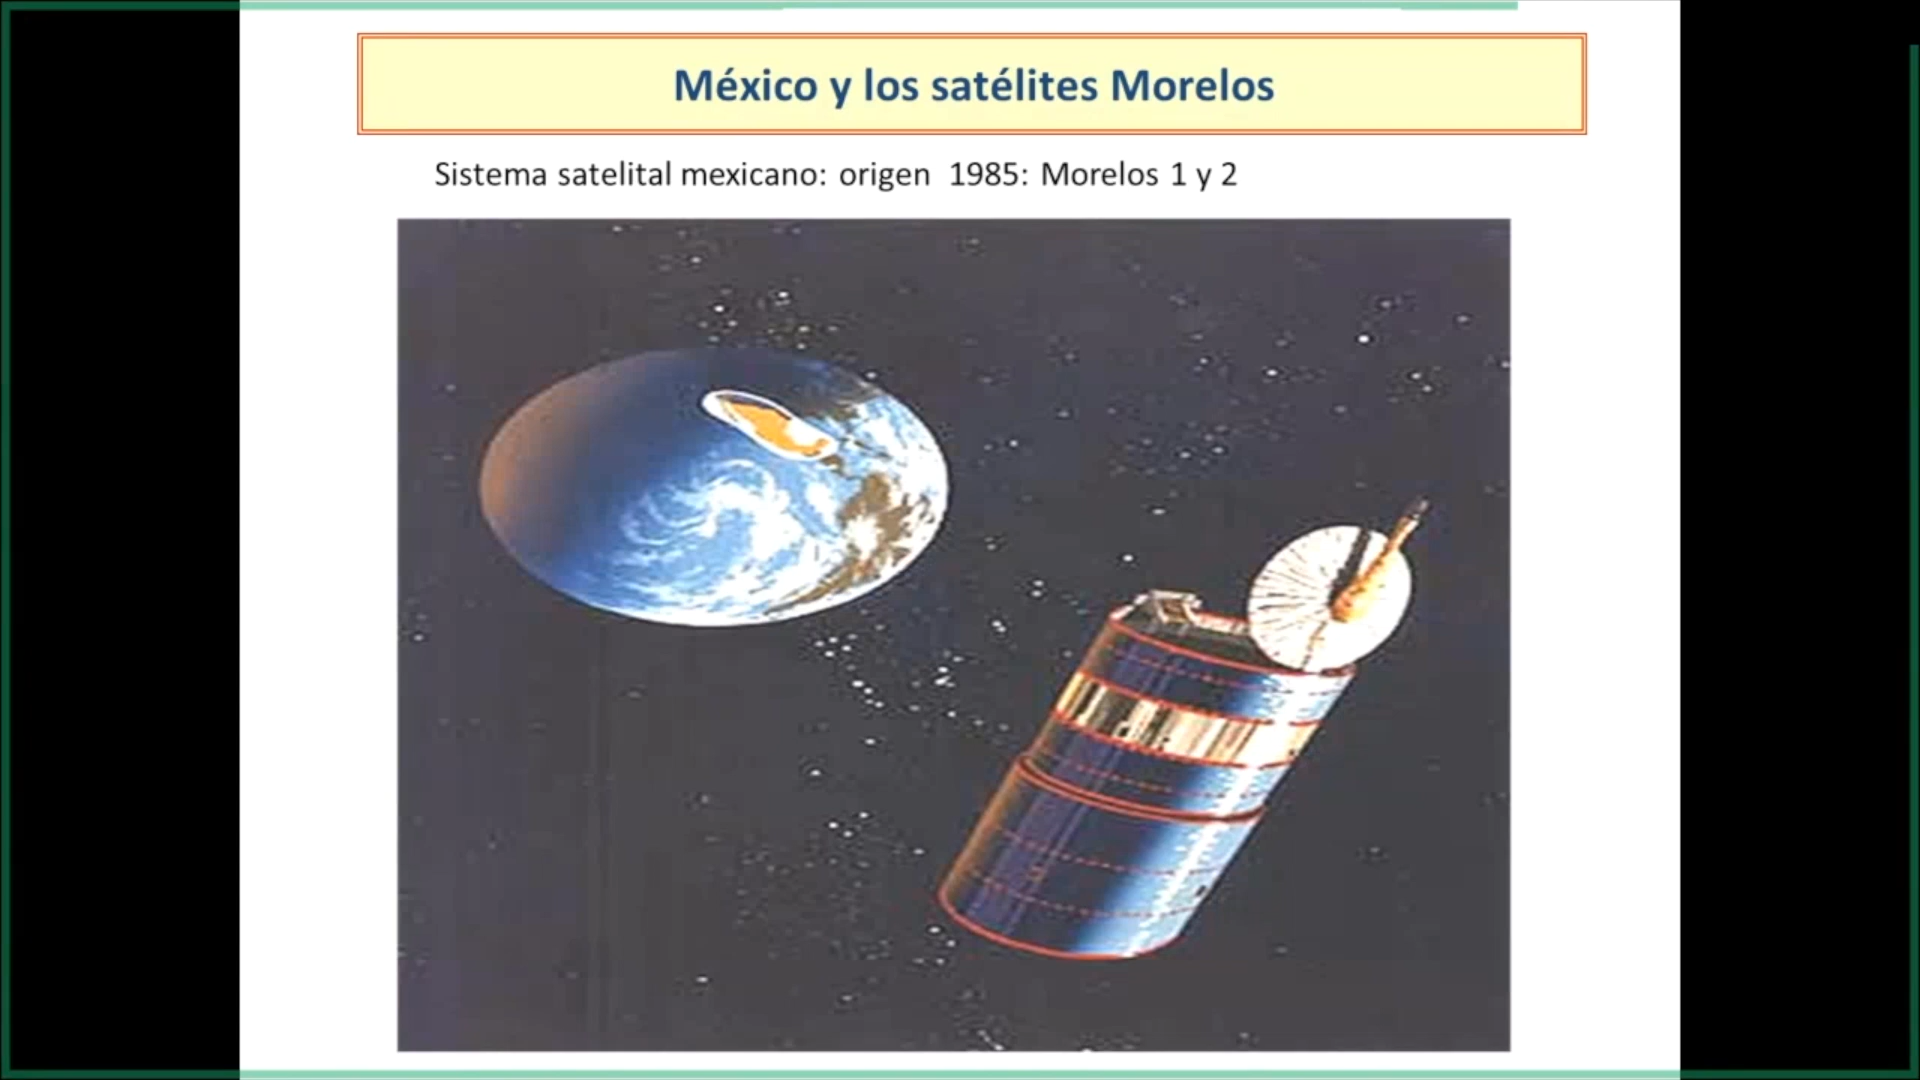 México y los satélites Morelos
Sistema satelital mexicano: origen 1985: Morelos 1 y 2